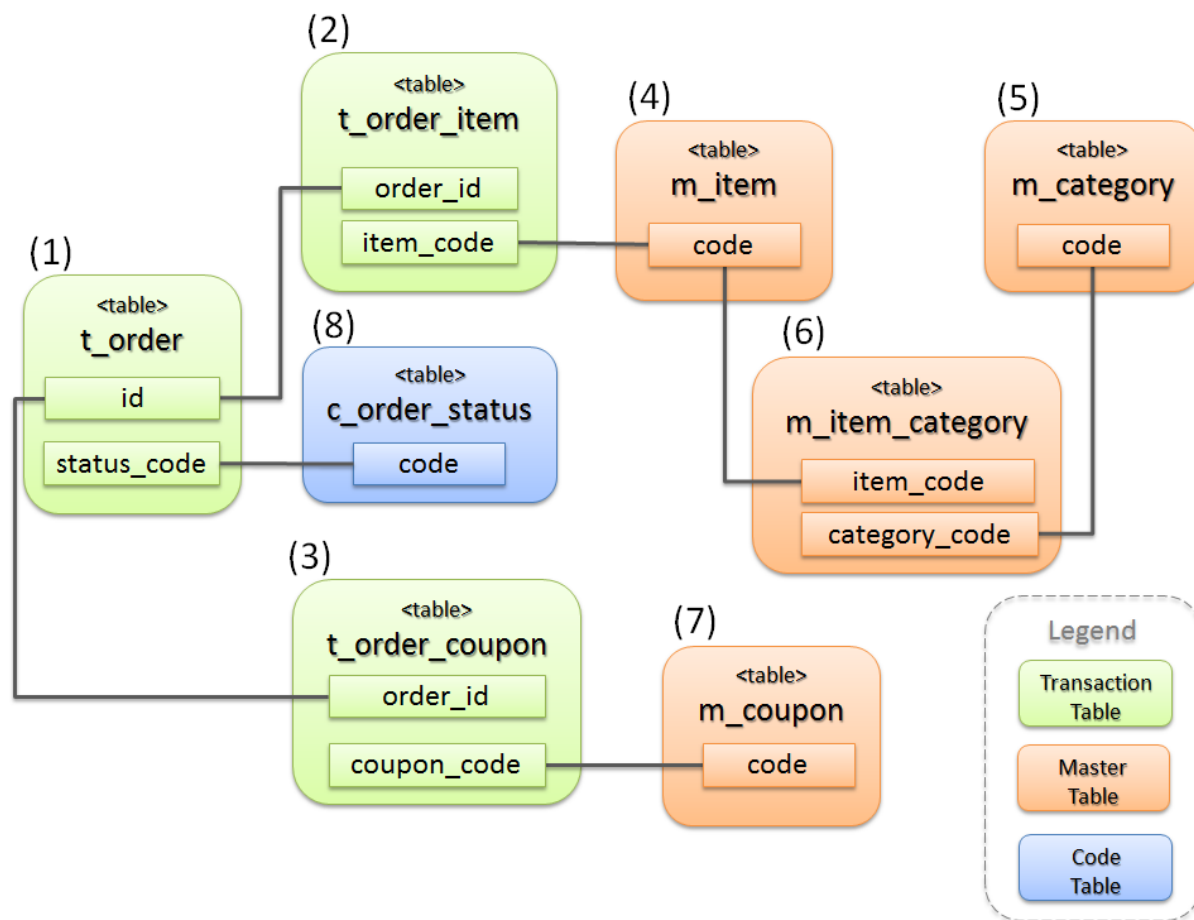 (1)
<table>
t_order
id
status_code
(2)
<table>
t_order_item
order_id
item_code
(8)
<table>
c_order_status
code
(3)
<table>
t_order_coupon
order_id
coupon_code
(4)
<table>
m_item
code
(5)
<table>
m_category
code
(6)
<table>
m_item_category
item_code
category_code
(7)
<table>
m_coupon
code
Legend
Transaction
Table
Master
Table
Code
Table